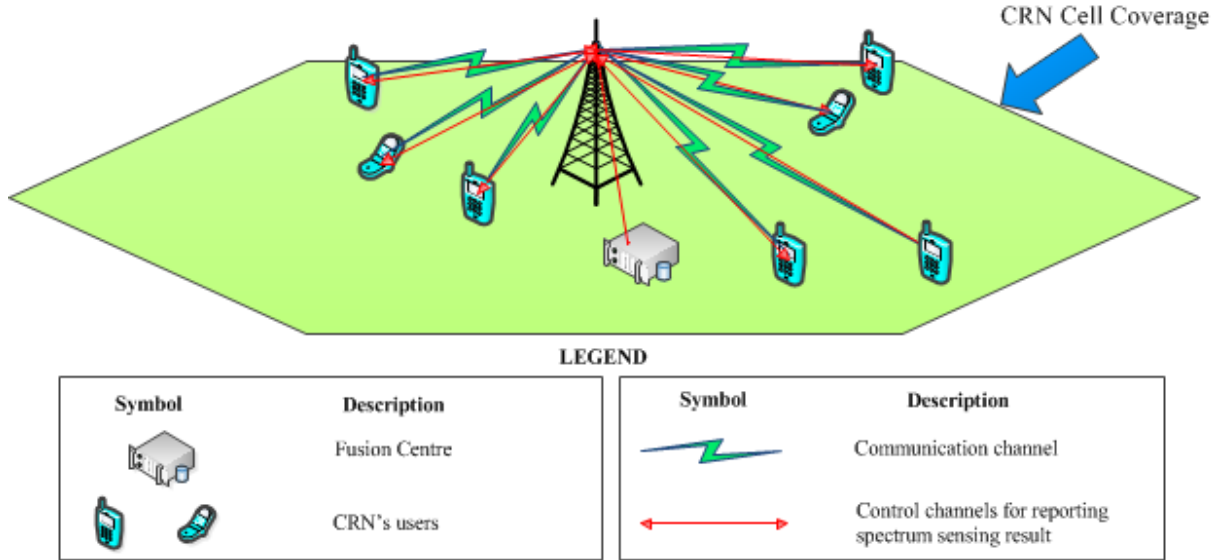 CRN Cell Coverage
LEGEND
Symbol Description
Fusion Centre
CRN's users
Symbol Description
Communication channel
Control channels for reporting
spectrum sensing result